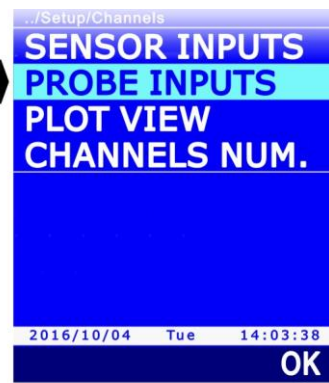 ../Setup/Channels
SENSOR INPUTS
PROBE INPUTS
PLOT VIEW
CHANNELS NUM.
2016/10/04 Tue 14:03:38
OK